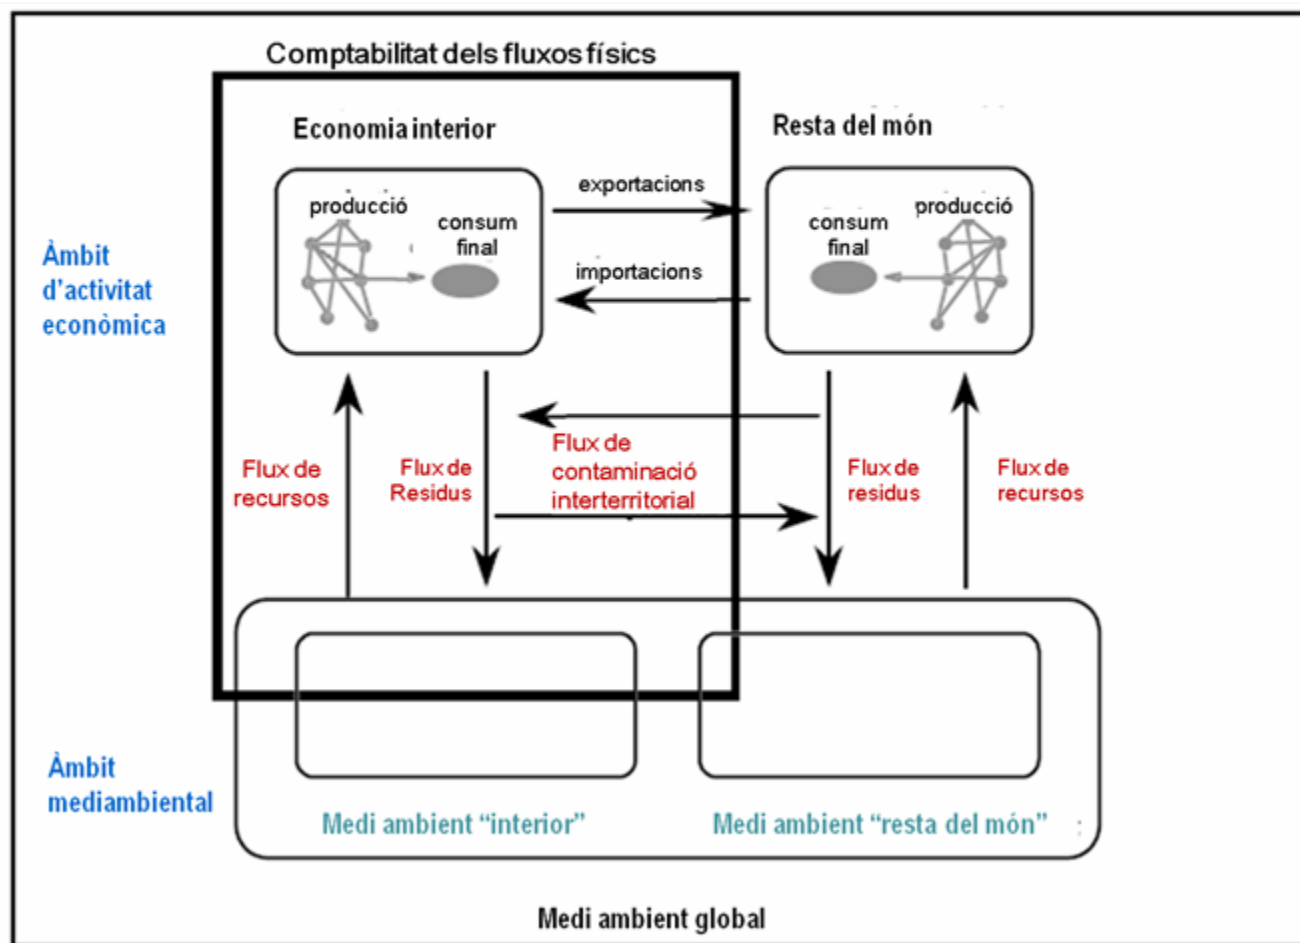 Comptabilitat dels fluxos físics
Economia interior
Resta del món
producció
consum
final
exportacions
importacions
consum
final
producció
Àmbit
d'activitat
econòmica
Flux de
recursos
Flux de
Residus
Flux de
contaminació
interterritorial
Flux de
residus
Flux de
recursos
Àmbit
mediambiental
Medi ambient “interior”
Medi ambient “resta del món”
Medi ambient global